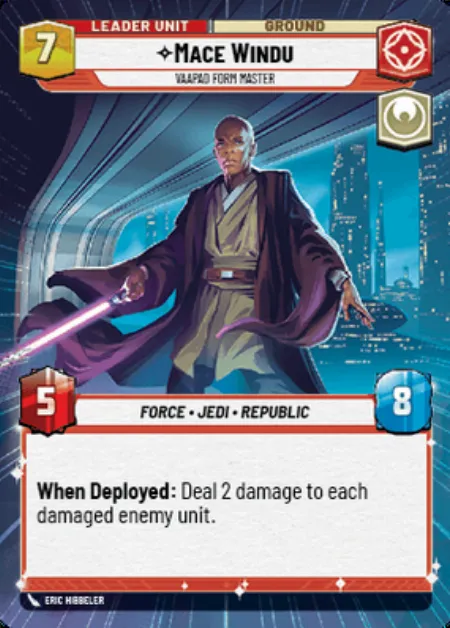 LEADER UNIT GROUND
7
MACE WINDU
VAAPAD FORM MASTER
5
FORCE • JEDI • REPUBLIC
8
When Deployed: Deal 2 damage to each
damaged enemy unit.
ERIC HIBBELER